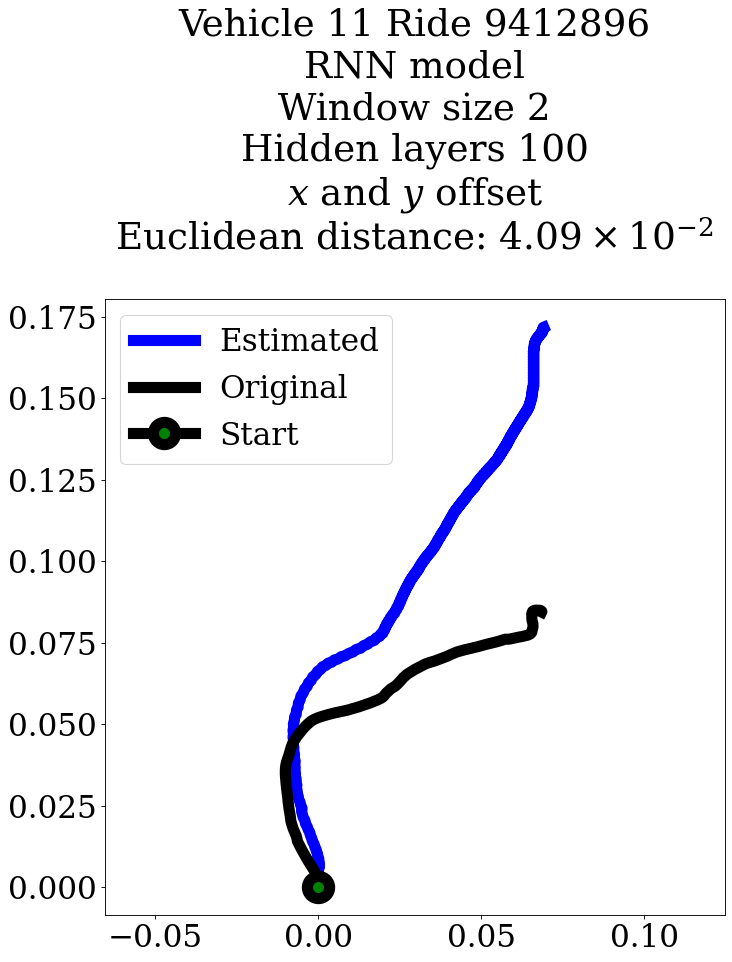 Vehicle 11 Ride 9412896
RNN model
Window size 2
Hidden layers 100
x and y offset
Euclidean distance: 4.09 × 10⁻²
0.175
0.150
0.125
0.100
0.075
0.050
0.025
0.000
Estimated
Original
Start
−0.05
0.00
0.05
0.10